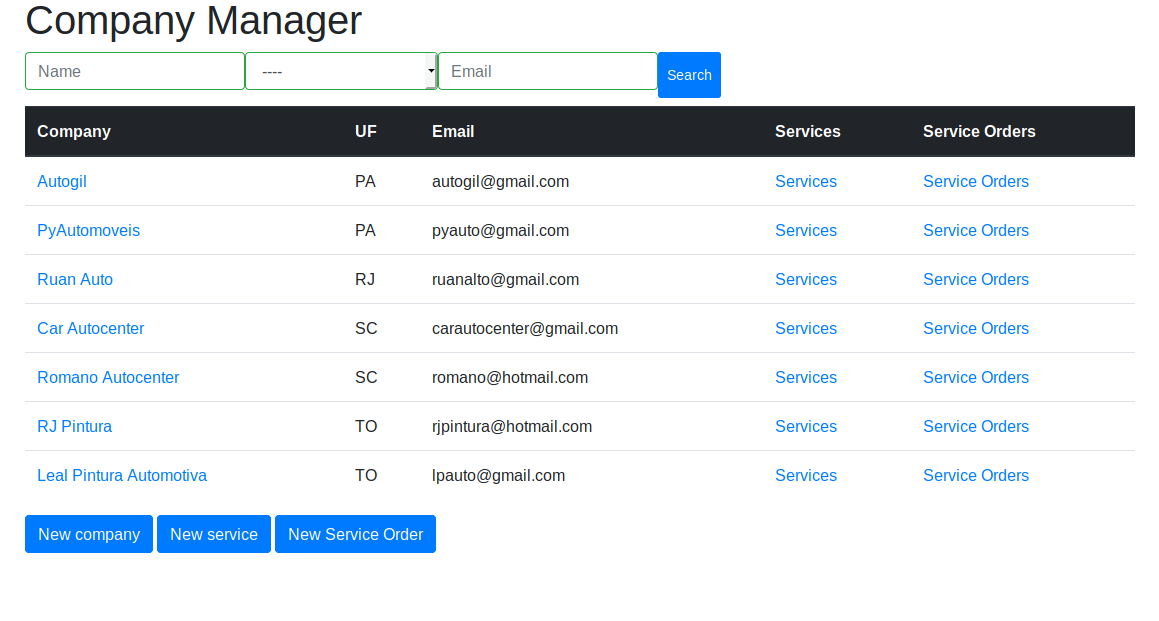 Company Manager
Name ---- Email Search
Company UF Email Services Service Orders
Autogil PA autogil@gmail.com Services Service Orders
PyAutomoveis PA pyauto@gmail.com Services Service Orders
Ruan Auto RJ ruanalto@gmail.com Services Service Orders
Car Autocenter SC carautocenter@gmail.com Services Service Orders
Romano Autocenter SC romano@hotmail.com Services Service Orders
RJ Pintura TO rjpintura@hotmail.com Services Service Orders
Leal Pintura Automotiva TO lpauto@gmail.com Services Service Orders
New company New service New Service Order